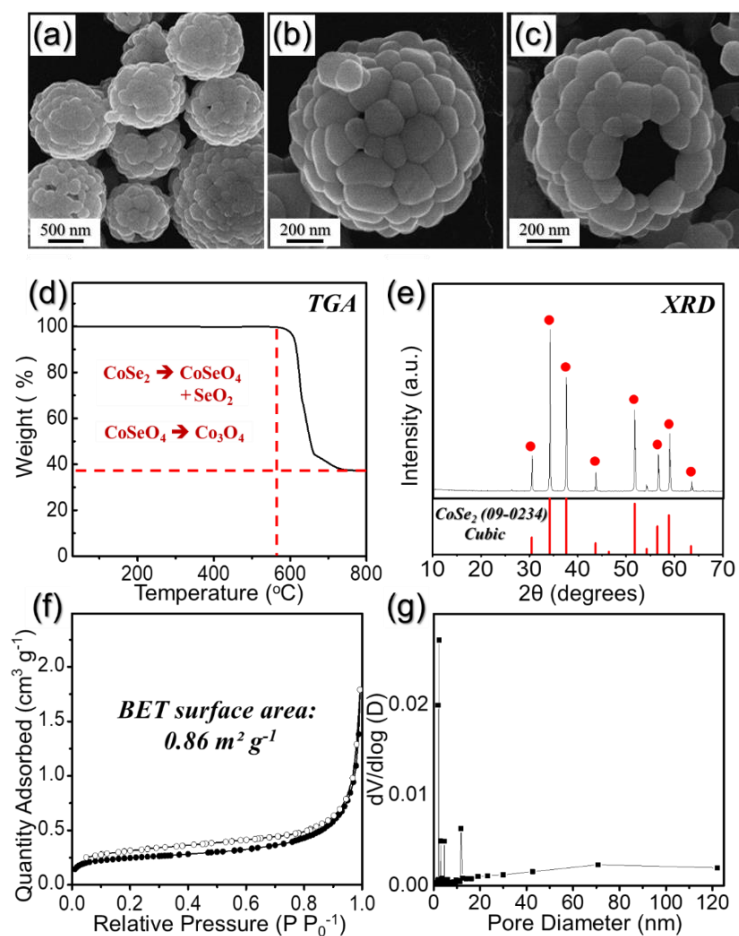 (a)
500 nm
(b)
200 nm
(c)
200 nm
(d)
TGA
Weight ( % )
100
80
60
40
20
0
CoSe₂ ➔ CoSeO₄
+ SeO₂
CoSeO₄ ➔ Co₃O₄
200 400 600 800
Temperature (°C)
(e)
XRD
Intensity (a.u.)
CoSe₂ (09-0234)
Cubic
10 20 30 40 50 60 70
2θ (degrees)
(f)
Quantity Adsorbed (cm³ g⁻¹)
2.0
1.5
1.0
0.5
0.0
BET surface area:
0.86 m² g⁻¹
0.0 0.2 0.4 0.6 0.8 1.0
Relative Pressure (P P₀⁻¹)
(g)
dV/dlog (D)
0.02
0.01
0.00
0 20 40 60 80 100 120
Pore Diameter (nm)